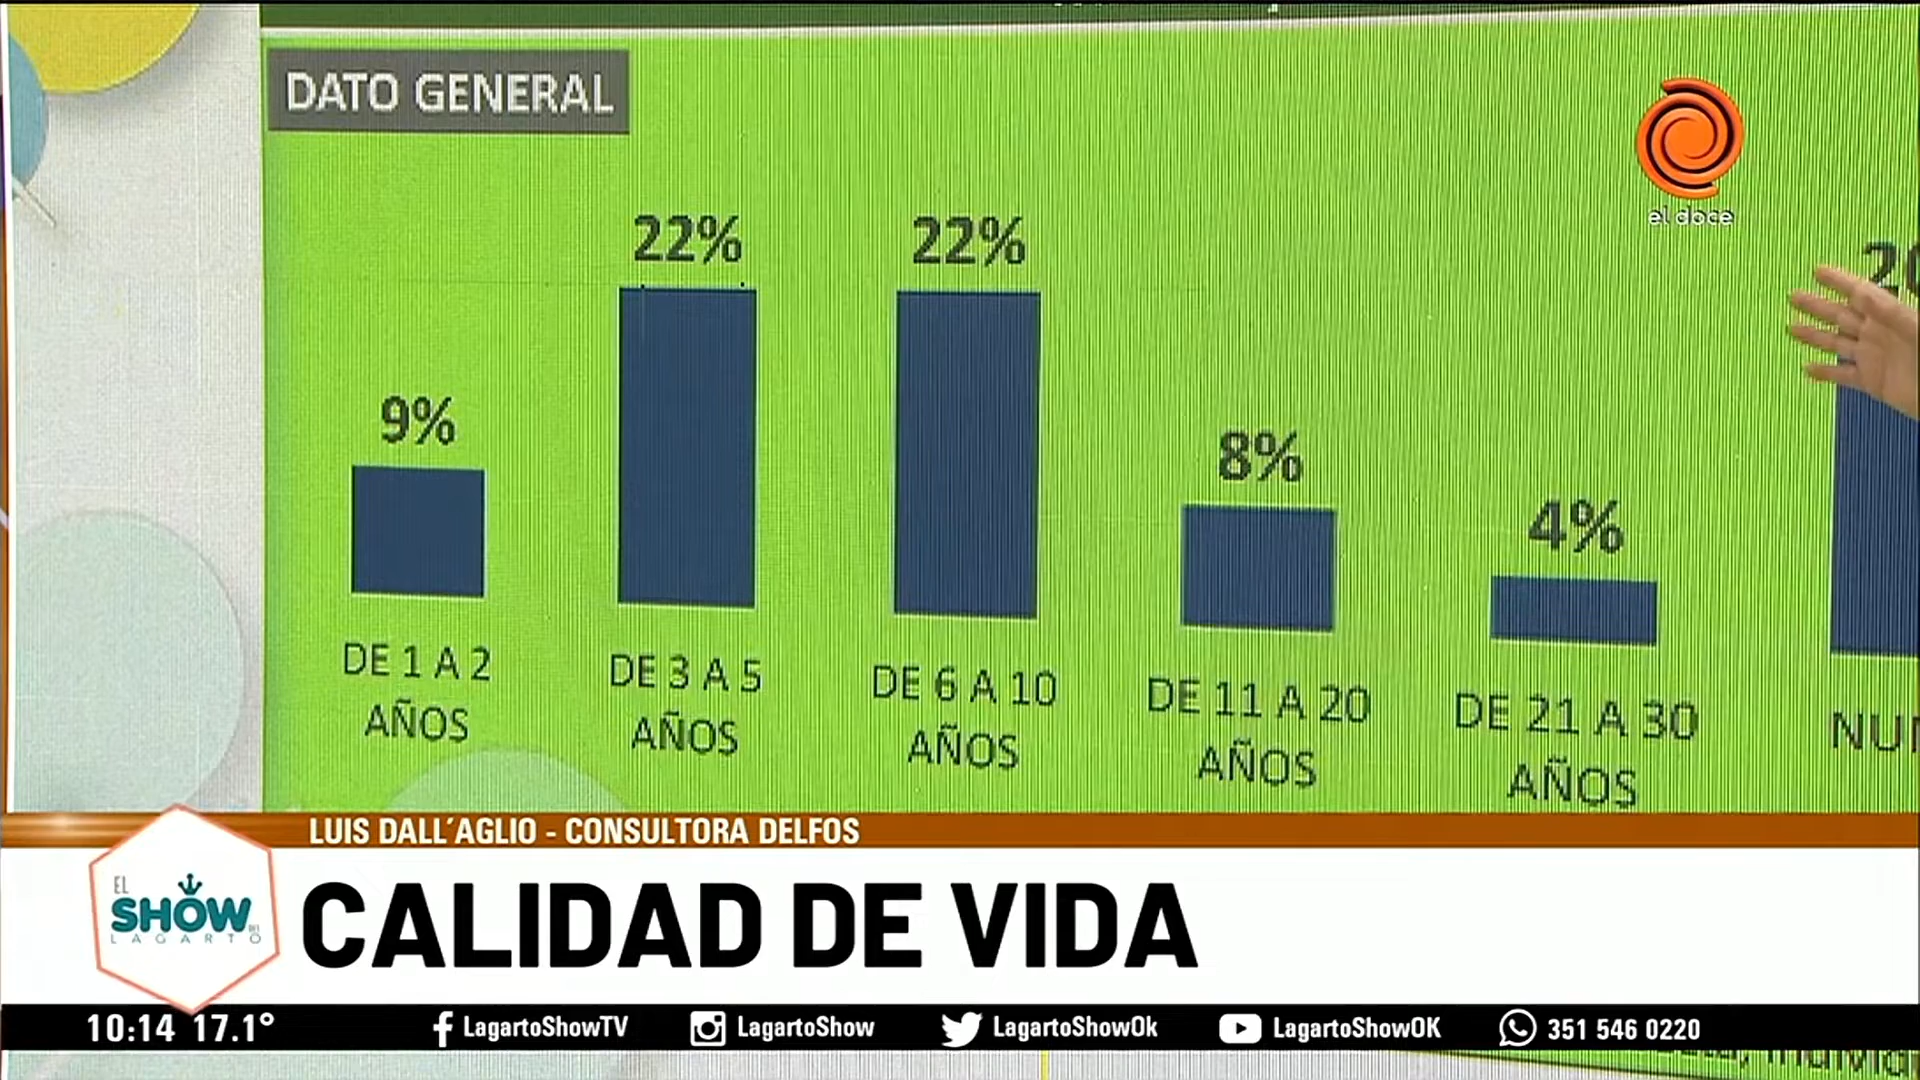 DATO GENERAL
el doce
22%
22%
9%
8%
4%
DE 1 A 2
AÑOS
DE 3 A 5
AÑOS
DE 6 A 10
AÑOS
DE 11 A 20
AÑOS
DE 21 A 30
AÑOS
LUIS DALL´AGLIO - CONSULTORA DELFOS
EL
SHOW
DEL
LAGARTO
CALIDAD DE VIDA
10:14 17.1° LagartoShowTV LagartoShow LagartoShowOk LagartoShowOK 351 546 0220